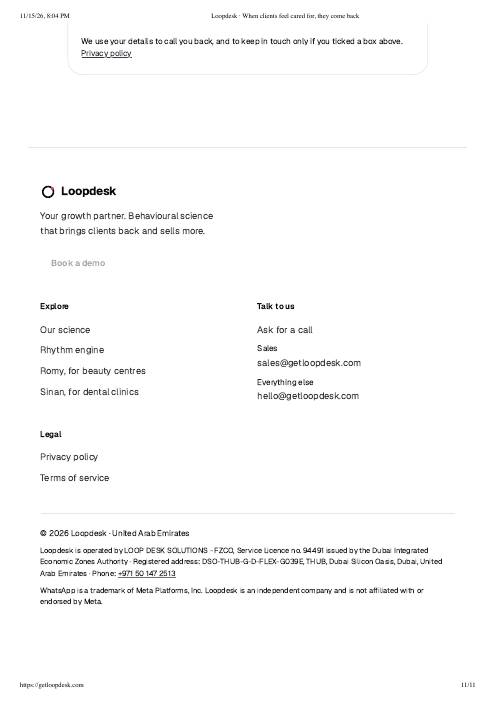 11/15/26, 8:04 PM Loopdesk · When clients feel cared for, they come back
We use your details to call you back, and to keep in touch only if you ticked a box above.
Privacy policy
Loopdesk
Your growth partner. Behavioural science
that brings clients back and sells more.
Book a demo
Explore
Our science
Rhythm engine
Romy, for beauty centres
Sinan, for dental clinics
Talk to us
Ask for a call
Sales
sales@getloopdesk.com
Everything else
hello@getloopdesk.com
Legal
Privacy policy
Terms of service
© 2026 Loopdesk · United Arab Emirates
Loopdesk is operated by LOOP DESK SOLUTIONS - FZCO, Service Licence no. 94491 issued by the Dubai Integrated
Economic Zones Authority · Registered address: DSO-THUB-G-D-FLEX-G039E, THUB, Dubai Silicon Oasis, Dubai, United
Arab Emirates · Phone: +971 50 147 2513
WhatsApp is a trademark of Meta Platforms, Inc. Loopdesk is an independent company and is not affiliated with or
endorsed by Meta.
https://getloopdesk.com 11/11